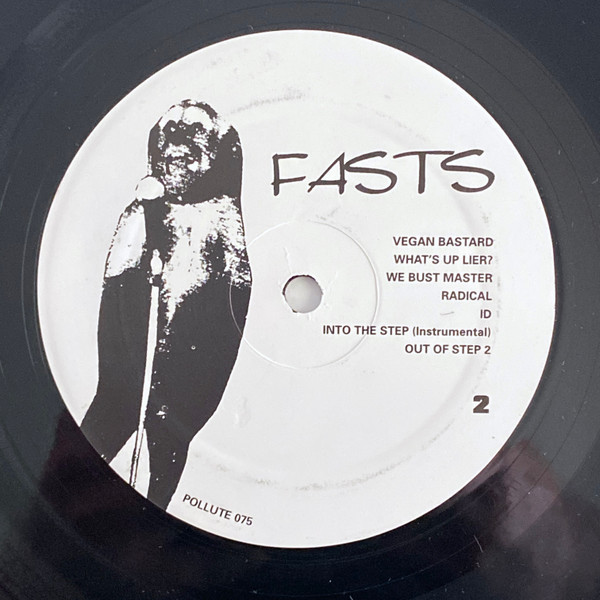 FASTS
VEGAN BASTARD
WHAT'S UP LIER?
WE BUST MASTER
RADICAL
ID
INTO THE STEP (Instrumental)
OUT OF STEP 2
2
POLLUTE 075